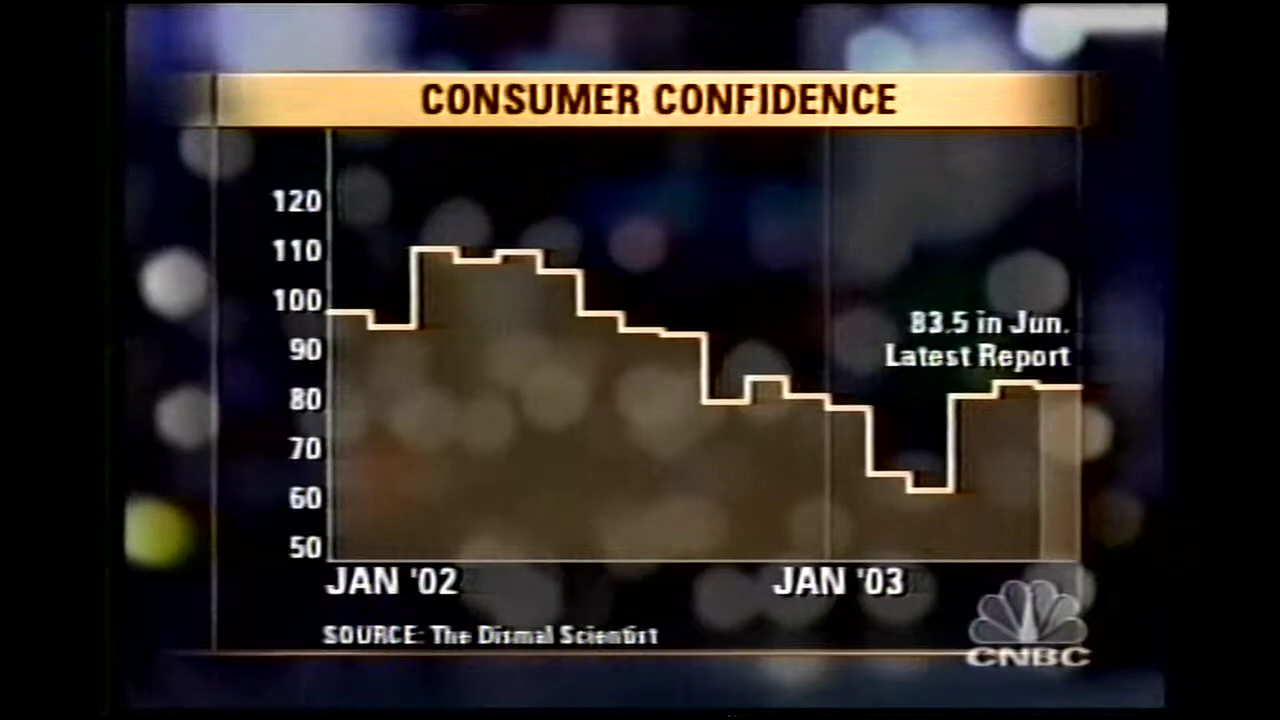 CONSUMER CONFIDENCE
120
110
100
90
80
70
60
50
83.5 in Jun.
Latest Report
JAN '02
JAN '03
SOURCE: The Dismal Scientist
CNBC